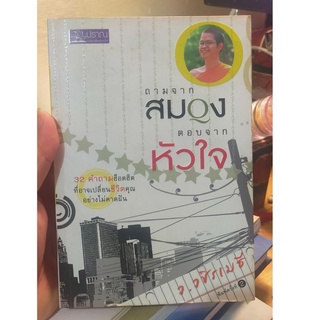 ถามจาก
สมอง
ตอบจาก
หัวใจ
32 คำถามฮ็อตฮิต
ที่อาจเปลี่ยนชีวิตคุณ
อย่างไม่คาดฝัน
ว.วชิรเมธี